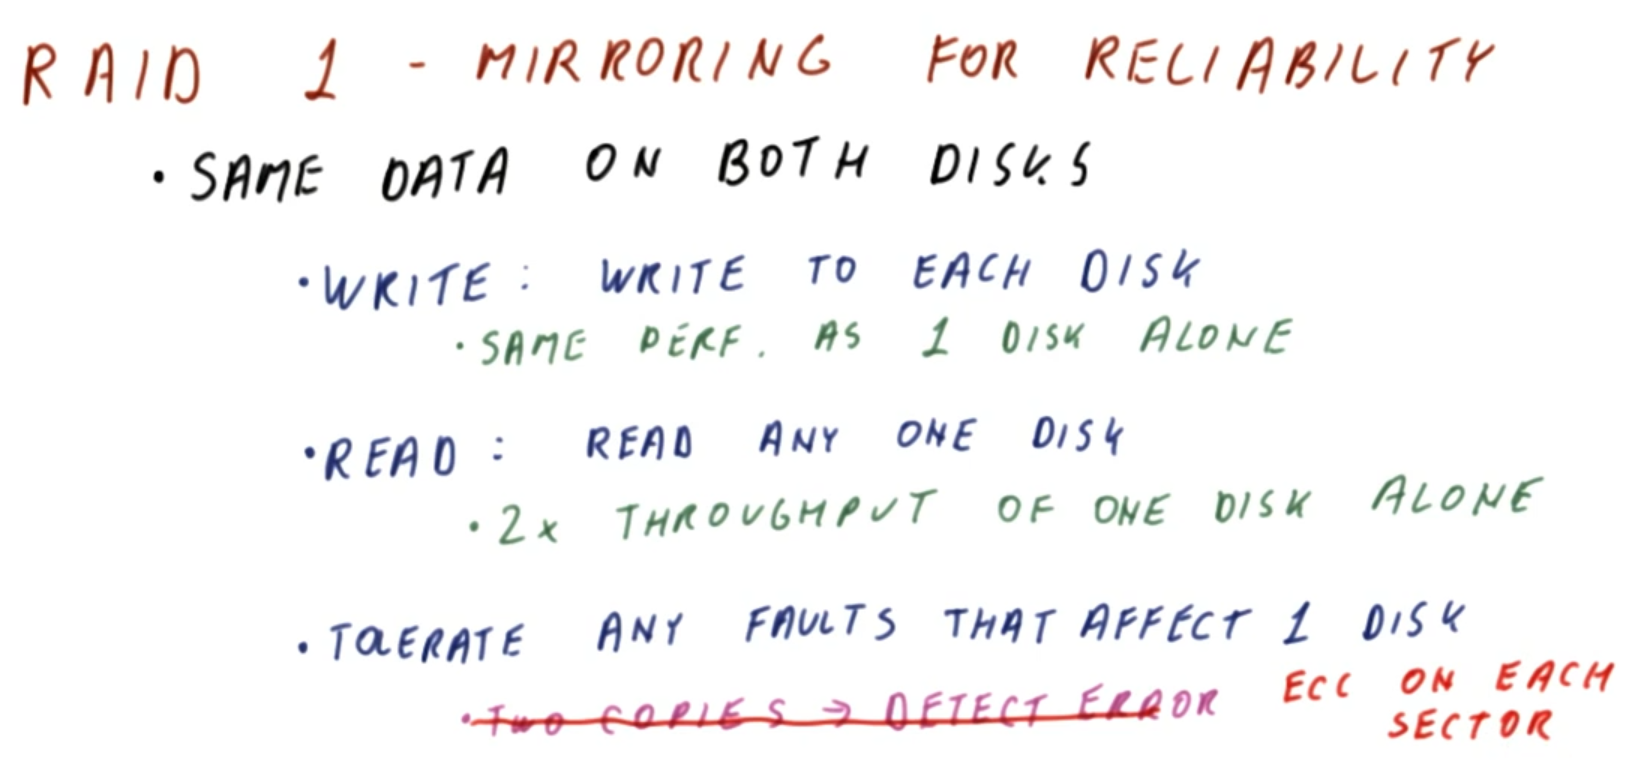 RAID 1 - MIRRORING FOR RELIABILITY
• SAME DATA ON BOTH DISKS
• WRITE : WRITE TO EACH DISK
• SAME PERF. AS 1 DISK ALONE
• READ : READ ANY ONE DISK
• 2x THROUGHPUT OF ONE DISK ALONE
• TOLERATE ANY FAULTS THAT AFFECT 1 DISK
• TWO COPIES → DETECT ERROR ECC ON EACH
SECTOR